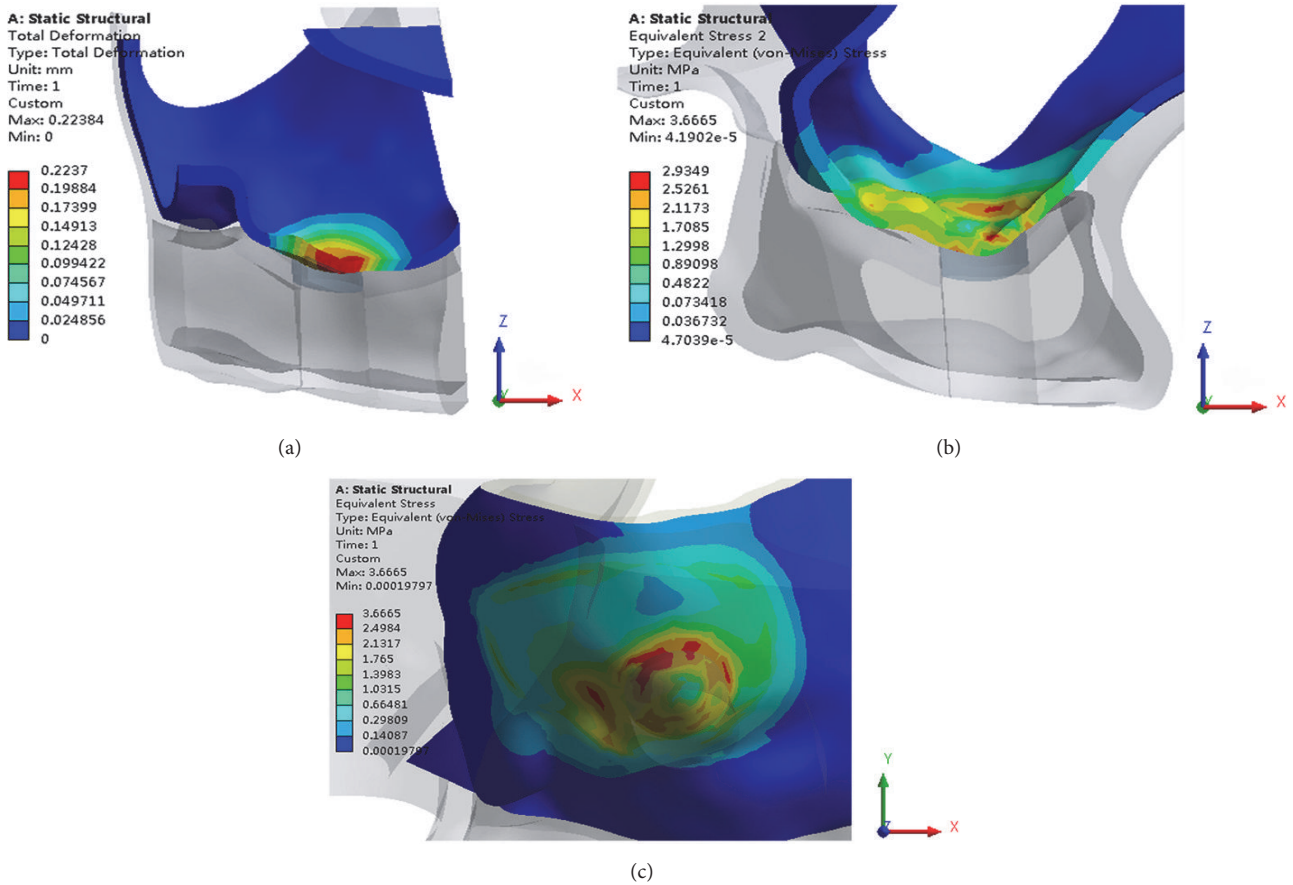 A: Static Structural
Total Deformation
Type: Total Deformation
Unit: mm
Time: 1
Custom
Max: 0.22384
Min: 0
0.2237
0.19884
0.17399
0.14913
0.12428
0.099422
0.074567
0.049711
0.024856
0
Z
Y
X
(a)
A: Static Structural
Equivalent Stress 2
Type: Equivalent (von-Mises) Stress
Unit: MPa
Time: 1
Custom
Max: 3.6665
Min: 4.1902e-5
2.9349
2.5261
2.1173
1.7085
1.2998
0.89098
0.4822
0.073418
0.036732
4.7039e-5
Z
Y
X
(b)
A: Static Structural
Equivalent Stress
Type: Equivalent (von-Mises) Stress
Unit: MPa
Time: 1
Custom
Max: 3.6665
Min: 0.00019797
3.6665
2.4984
2.1317
1.765
1.3983
1.0315
0.66481
0.29809
0.14087
0.00019797
Y
Z
X
(c)